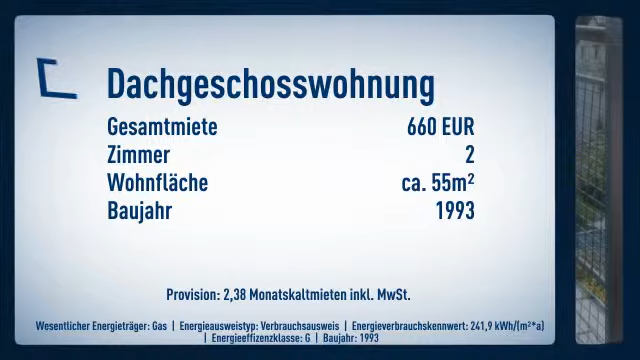 Dachgeschosswohnung
Gesamtmiete 660 EUR
Zimmer 2
Wohnfläche ca. 55m²
Baujahr 1993
Provision: 2,38 Monatskaltmieten inkl. MwSt.
Wesentlicher Energieträger: Gas | Energieausweistyp: Verbrauchsausweis | Energieverbrauchskennwert: 241,9 kWh/(m²*a)
| Energieeffizenzklasse: G | Baujahr: 1993